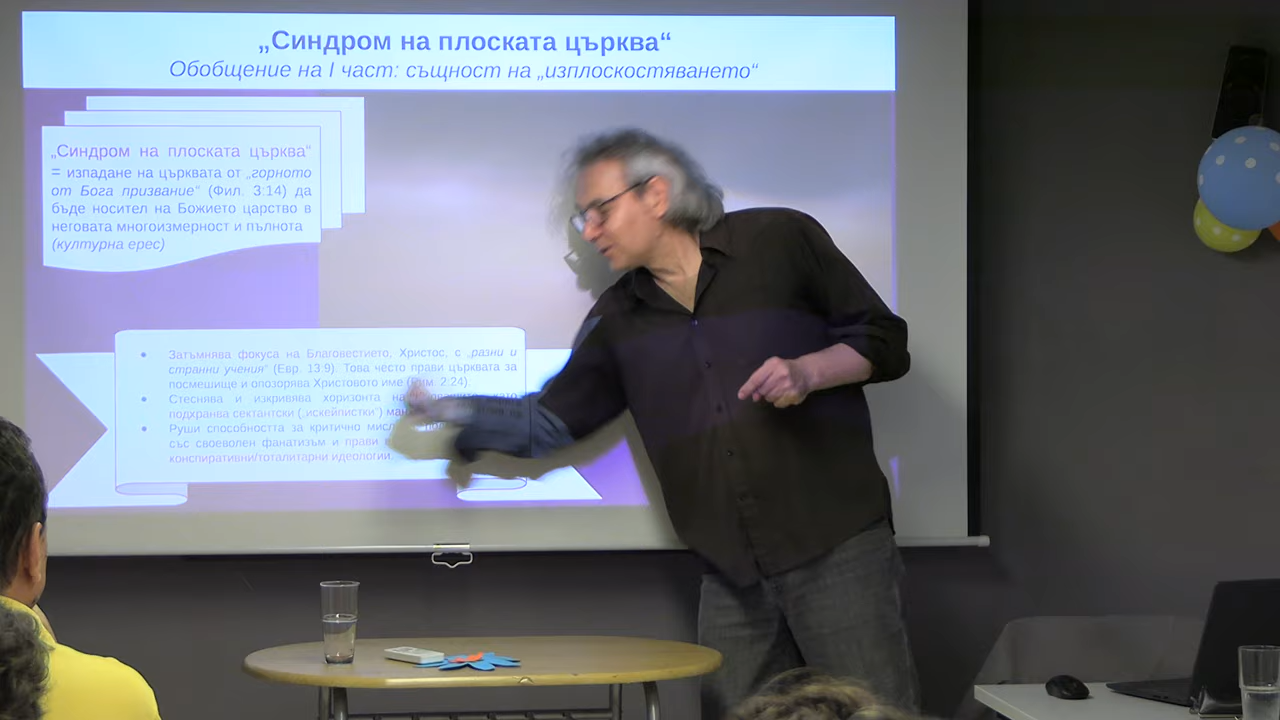 „Синдром на плоската църква“
Обобщение на I част: същност на „изплоскостяването“
„Синдром на плоската църква“
= изпадане на църквата от „горното
от Бога призвание“ (Фил. 3:14) да
бъде носител на Божието царство в
неговата многоизмерност и пълнота
(културна ерес)
• Затъмнява фокуса на Благовестието, Христос, с „разни и
странни учения“ (Евр. 13:9). Това често прави църквата за
посмешище и опозорява Христовото име (Рим. 2:24).
• Стеснява и изкривява хоризонта на
подхранва сектантски („искейпистки“)
• Руши способността за критично
със своеволен фанатизъм и прави
конспиративни/тоталитарни идеологии.